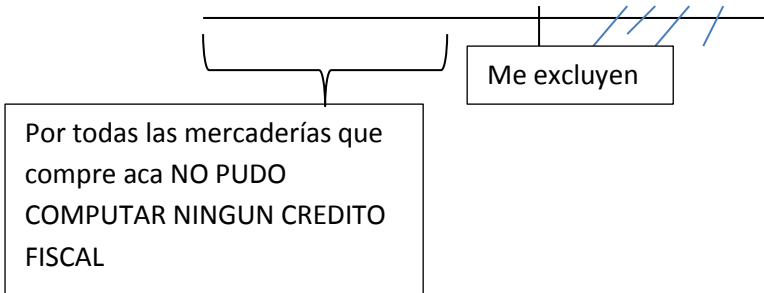 Me excluyen
Por todas las mercaderías que
compre aca NO PUDO
COMPUTAR NINGUN CREDITO
FISCAL